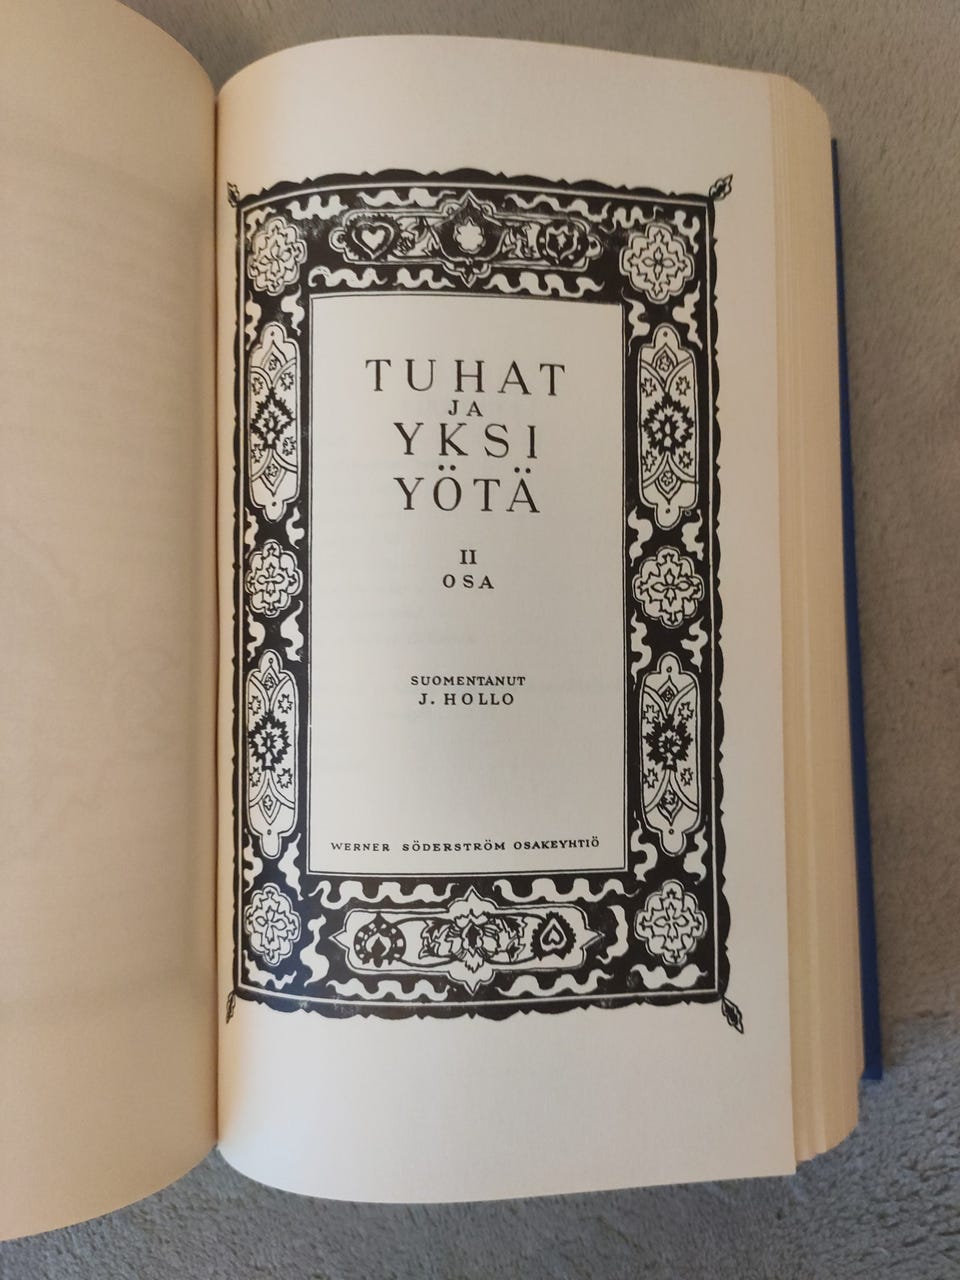 TUHAT
JA
YKSI
YÖTÄ
II
OSA
SUOMENTANUT
J. HOLLO
WERNER SÖDERSTRÖM OSAKEYHTIÖ